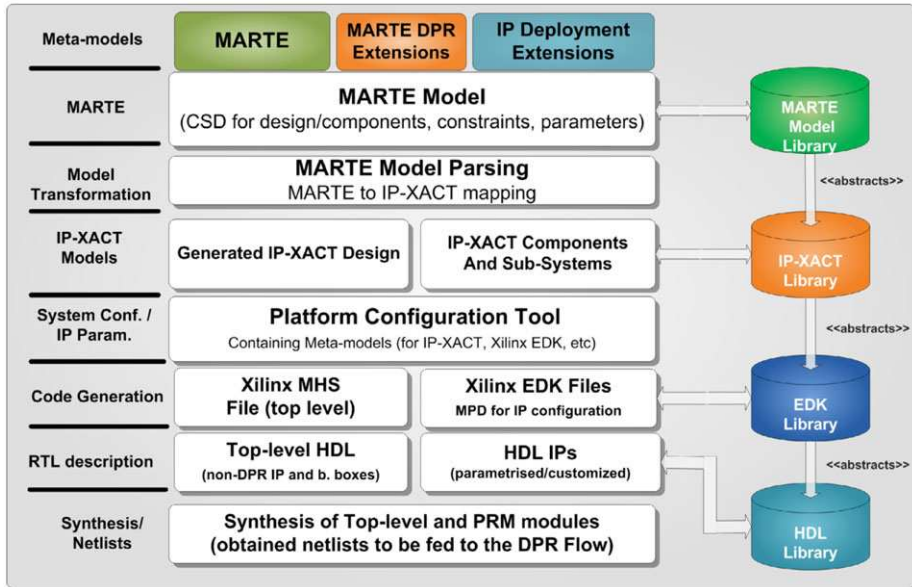 Meta-models
MARTE
MARTE DPR
Extensions
IP Deployment
Extensions
MARTE
MARTE Model
(CSD for design/components, constraints, parameters)
MARTE
Model
Library
Model
Transformation
MARTE Model Parsing
MARTE to IP-XACT mapping
<<abstracts>>
IP-XACT
Models
Generated IP-XACT Design
IP-XACT Components
And Sub-Systems
IP-XACT
Library
System Conf. /
IP Param.
Platform Configuration Tool
Containing Meta-models (for IP-XACT, Xilinx EDK, etc)
<<abstracts>>
Code Generation
Xilinx MHS
File (top level)
Xilinx EDK Files
MPD for IP configuration
EDK
Library
RTL description
Top-level HDL
(non-DPR IP and b. boxes)
HDL IPs
(parametrised/customized)
<<abstracts>>
Synthesis/
Netlists
Synthesis of Top-level and PRM modules
(obtained netlists to be fed to the DPR Flow)
HDL
Library